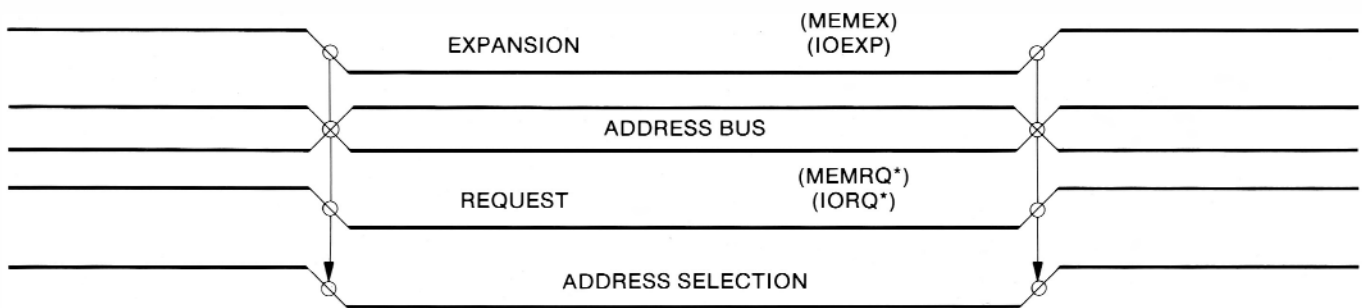 EXPANSION
(MEMEX)
(IOEXP)
ADDRESS BUS
REQUEST
(MEMRQ*)
(IORQ*)
ADDRESS SELECTION